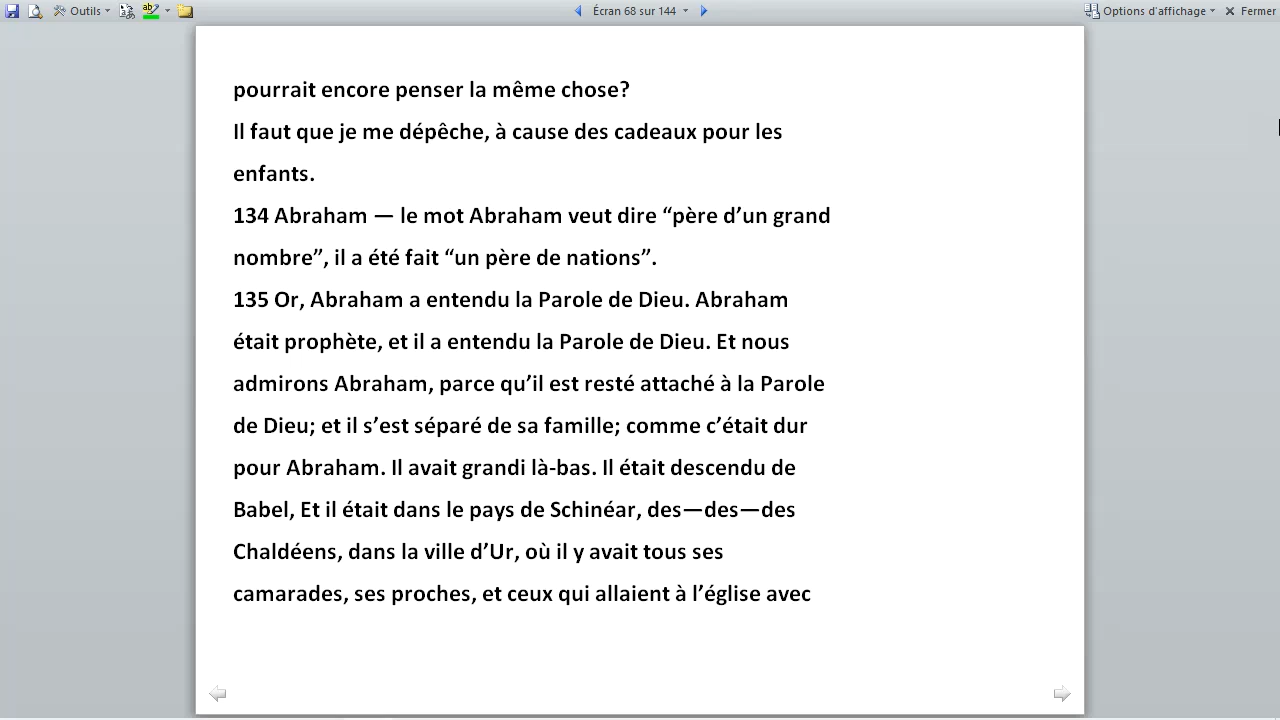 Outils
Écran 68 sur 144
Options d'affichage
Fermer
pourrait encore penser la même chose?
Il faut que je me dépêche, à cause des cadeaux pour les
enfants.
134 Abraham — le mot Abraham veut dire “père d’un grand
nombre”, il a été fait “un père de nations”.
135 Or, Abraham a entendu la Parole de Dieu. Abraham
était prophète, et il a entendu la Parole de Dieu. Et nous
admirons Abraham, parce qu’il est resté attaché à la Parole
de Dieu; et il s’est séparé de sa famille; comme c’était dur
pour Abraham. Il avait grandi là-bas. Il était descendu de
Babel, Et il était dans le pays de Schinéar, des—des—des
Chaldéens, dans la ville d’Ur, où il y avait tous ses
camarades, ses proches, et ceux qui allaient à l’église avec